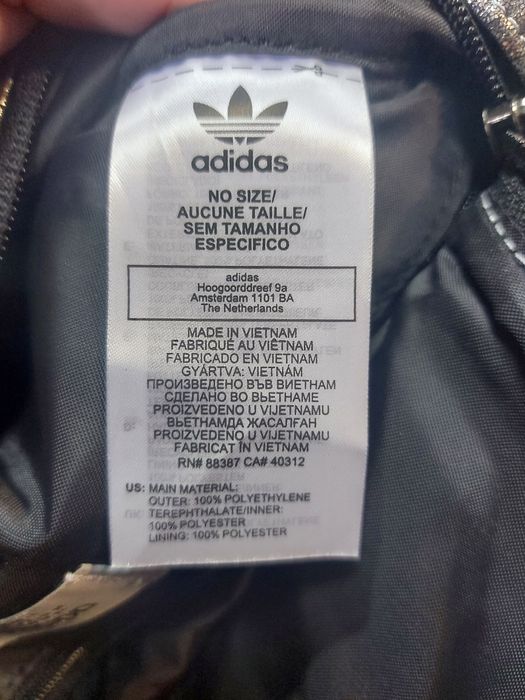 adidas
NO SIZE/
AUCUNE TAILLE/
SEM TAMANHO
ESPECIFICO
adidas
Hoogoorddreef 9a
Amsterdam 1101 BA
The Netherlands
MADE IN VIETNAM
FABRIQUÉ AU VIÊTNAM
FABRICADO EN VIETNAM
GYÁRTVA: VIETNÁM
ПРОИЗВЕДЕНО ВЪВ ВИЕТНАМ
СДЕЛАНО ВО ВЬЕТНАМЕ
PROIZVEDENO U VIJETNAMU
ВЬЕТНАМДА ЖАСАЛҒАН
PROIZVEDENO U VIJETNAMU
FABRICAT ÎN VIETNAM
RN# 88387 CA# 40312
US: MAIN MATERIAL:
OUTER: 100% POLYETHYLENE
TEREPHTHALATE/INNER:
100% POLYESTER
LINING: 100% POLYESTER